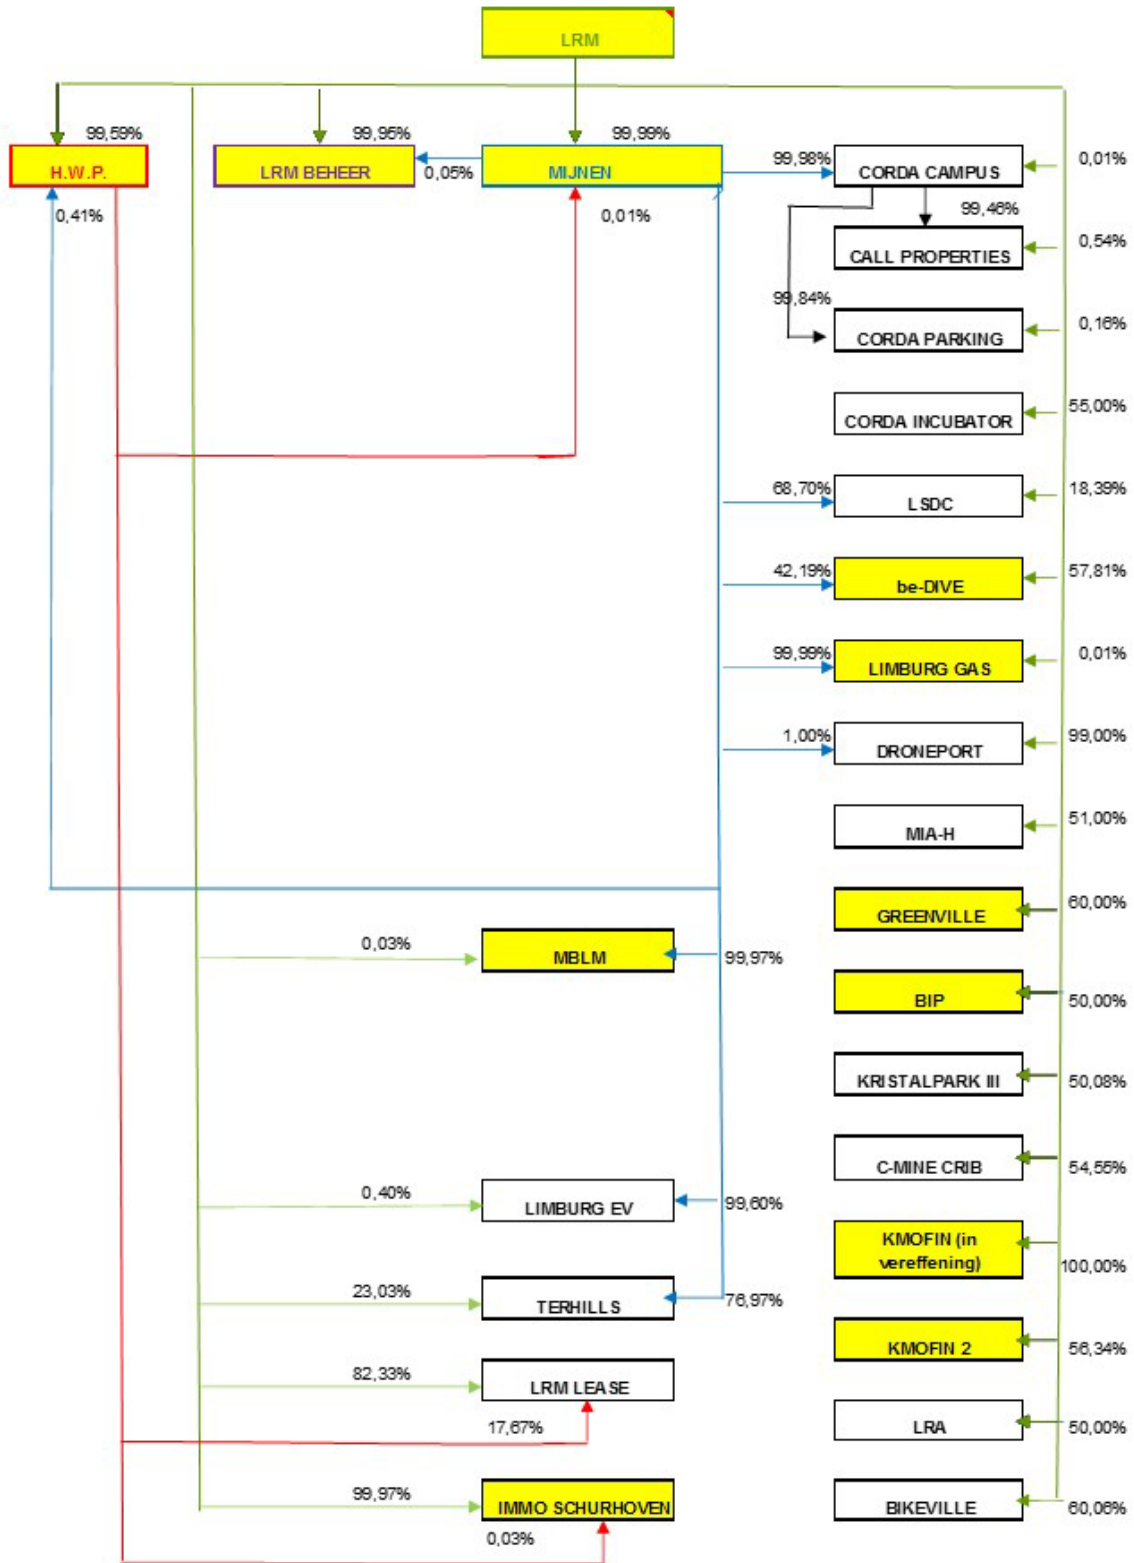 LRM
99,59%
99,95%
99,99%
H.W.P.
LRM BEHEER
0,05%
MIJNEN
99,98%
CORDA CAMPUS
0,01%
0,41%
0,01%
99,46%
CALL PROPERTIES
0,54%
99,84%
CORDA PARKING
0,16%
CORDA INCUBATOR
55,00%
68,70%
LSDC
18,39%
42,19%
be-DIVE
57,81%
99,99%
LIMBURG GAS
0,01%
1,00%
DRONEPORT
99,00%
MIA-H
51,00%
GREENVILLE
60,00%
0,03%
MBLM
99,97%
BIP
50,00%
KRISTALPARK III
50,08%
C-MINE CRIB
54,55%
0,40%
LIMBURG EV
99,60%
KMOFIN (in
vereffening)
100,00%
23,03%
TERHILLS
76,97%
KMOFIN 2
56,34%
82,33%
LRM LEASE
17,67%
LRA
50,00%
99,97%
IMMO SCHURHOVEN
0,03%
BIKEVILLE
60,06%